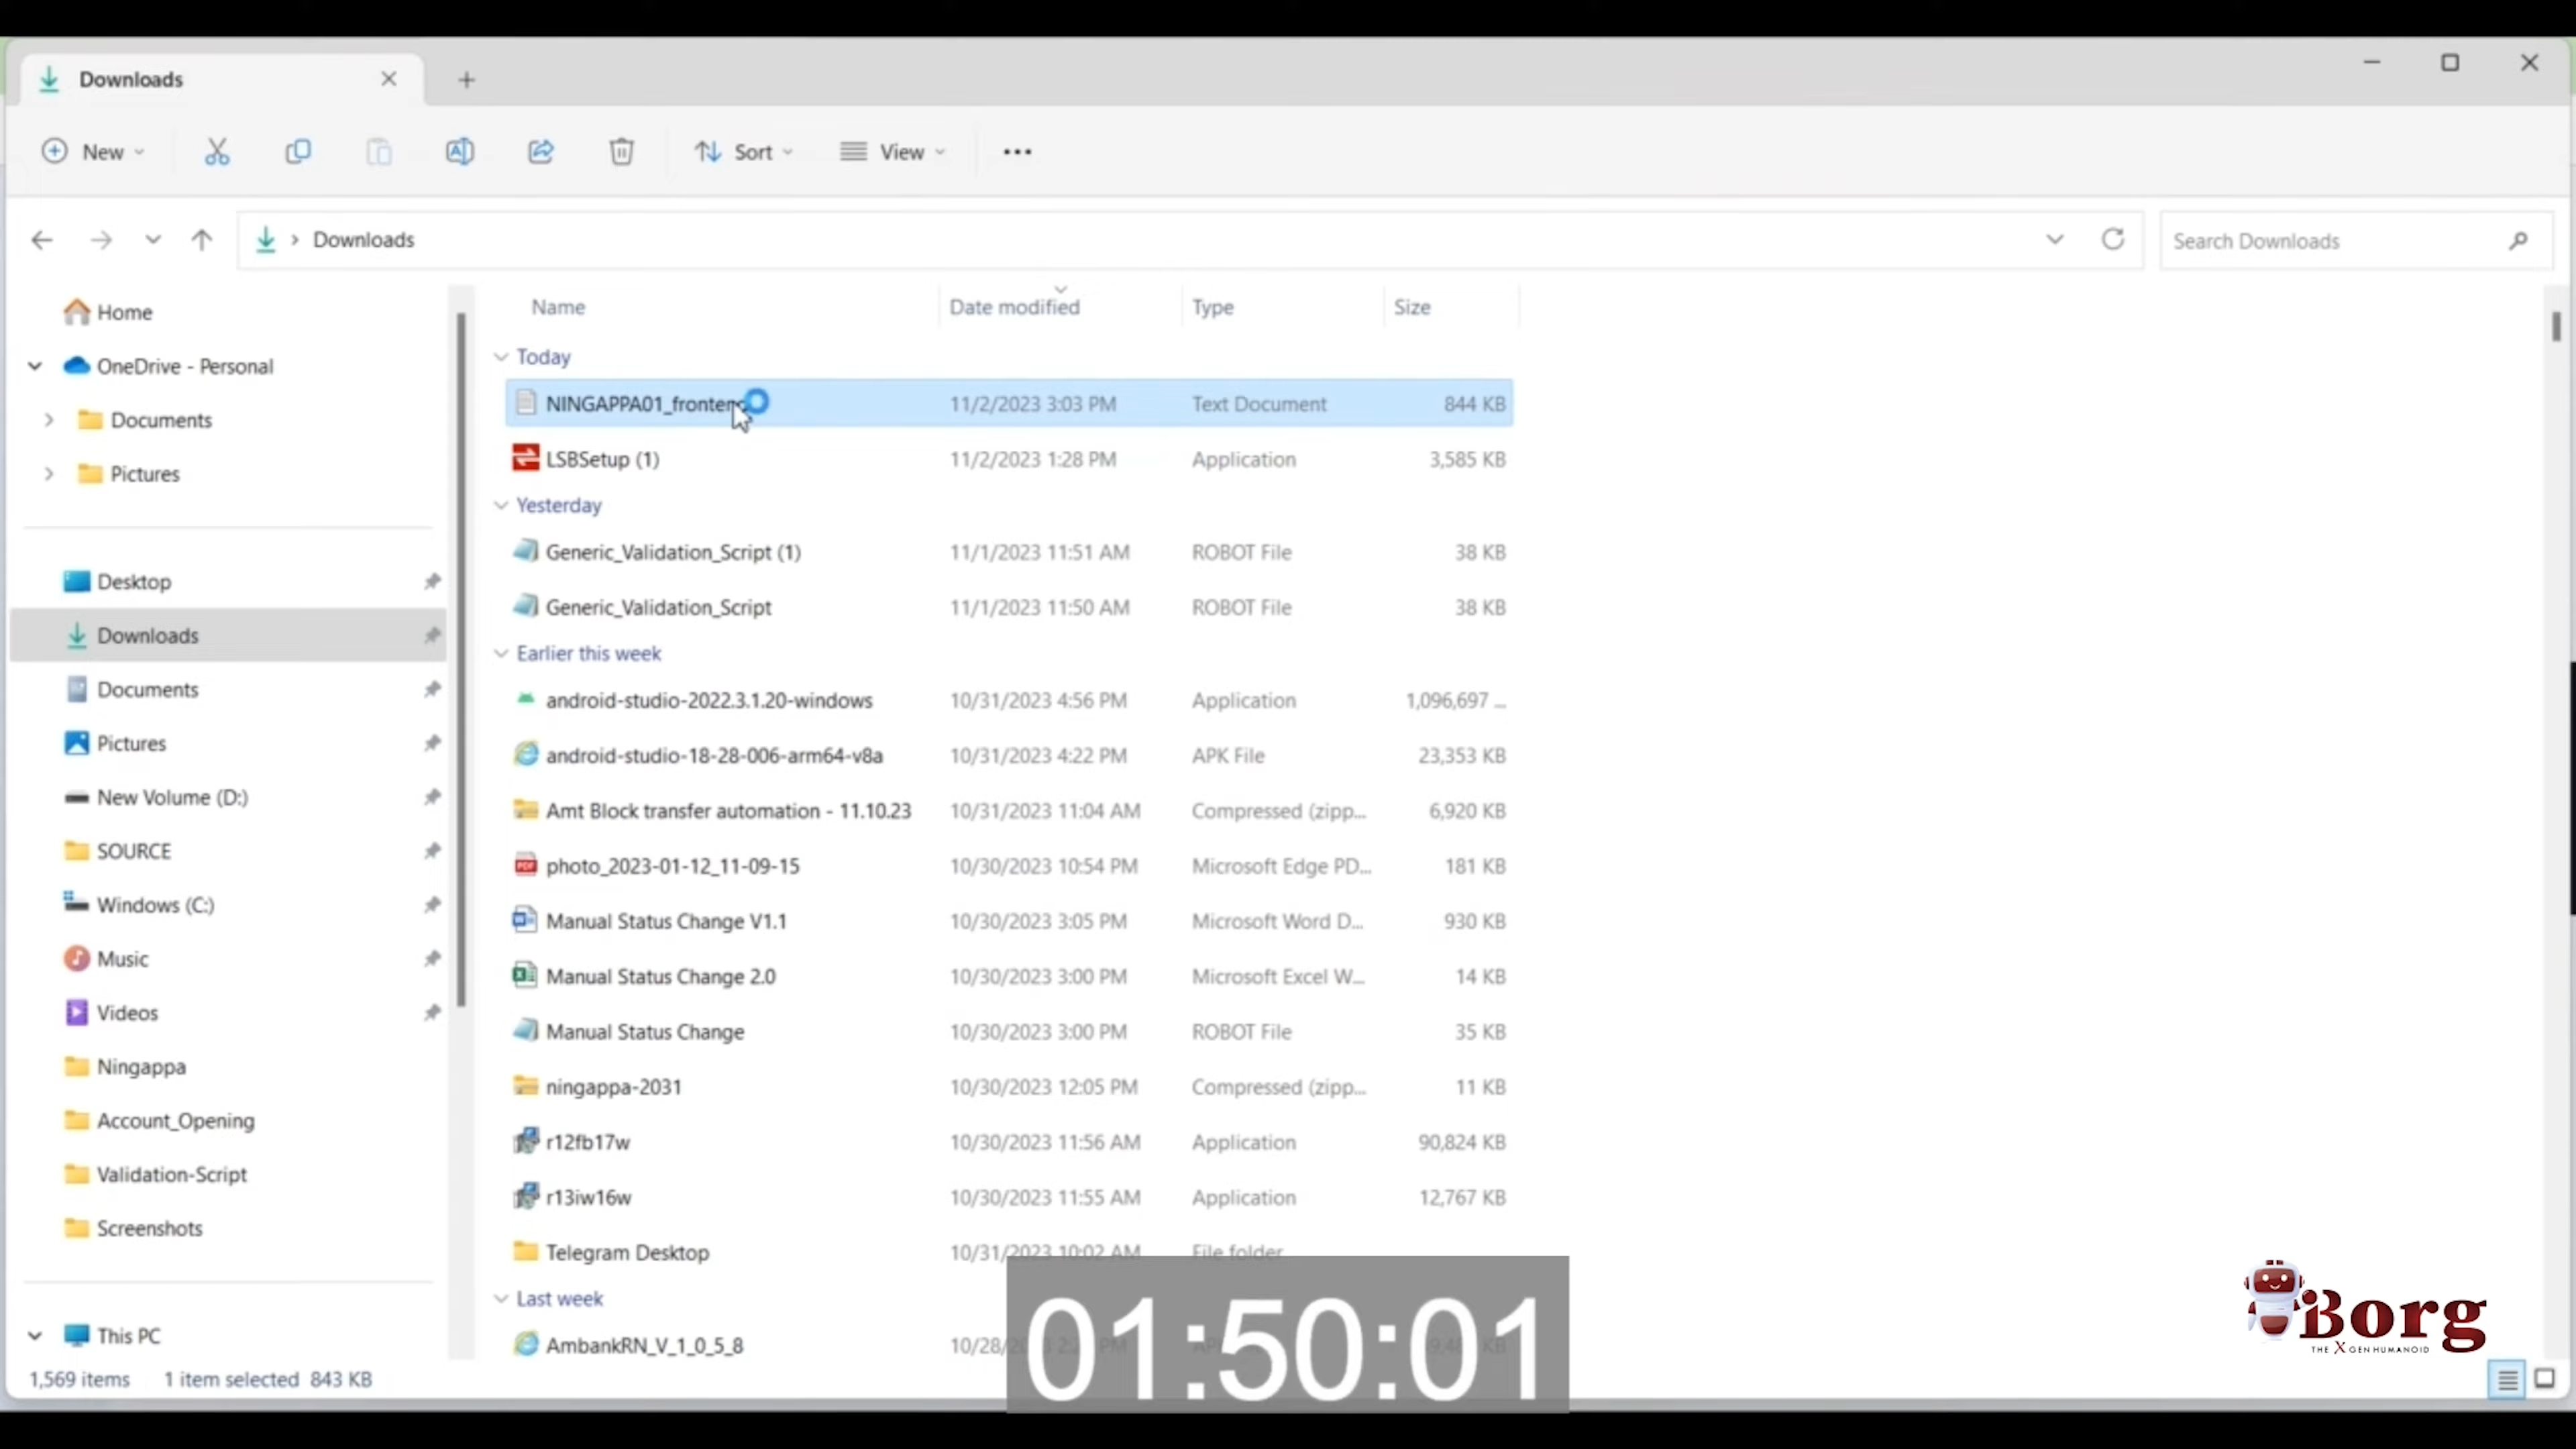 Downloads
New
Sort
View
Downloads
Search Downloads
Home
OneDrive - Personal
Documents
Pictures
Desktop
Downloads
Documents
Pictures
New Volume (D:)
SOURCE
Windows (C:)
Music
Videos
Ningappa
Account_Opening
Validation-Script
Screenshots
This PC
Name Date modified Type Size
Today
NINGAPPA01_fronten 11/2/2023 3:03 PM Text Document 844 KB
LSBSetup (1) 11/2/2023 1:28 PM Application 3,585 KB
Yesterday
Generic_Validation_Script (1) 11/1/2023 11:51 AM ROBOT File 38 KB
Generic_Validation_Script 11/1/2023 11:50 AM ROBOT File 38 KB
Earlier this week
android-studio-2022.3.1.20-windows 10/31/2023 4:56 PM Application 1,096,697 ...
android-studio-18-28-006-arm64-v8a 10/31/2023 4:22 PM APK File 23,353 KB
Amt Block transfer automation - 11.10.23 10/31/2023 11:04 AM Compressed (zipp... 6,920 KB
photo_2023-01-12_11-09-15 10/30/2023 10:54 PM Microsoft Edge PD... 181 KB
Manual Status Change V1.1 10/30/2023 3:05 PM Microsoft Word D... 930 KB
Manual Status Change 2.0 10/30/2023 3:00 PM Microsoft Excel W... 14 KB
Manual Status Change 10/30/2023 3:00 PM ROBOT File 35 KB
ningappa-2031 10/30/2023 12:05 PM Compressed (zipp... 11 KB
r12fb17w 10/30/2023 11:56 AM Application 90,824 KB
r13iw16w 10/30/2023 11:55 AM Application 12,767 KB
Telegram Desktop 10/31/2023 10:02 AM File folder
Last week
AmbankRN_V_1_0_5_8
1,569 items 1 item selected 843 KB
01:50:01
iBorg
THE X GEN HUMANOID